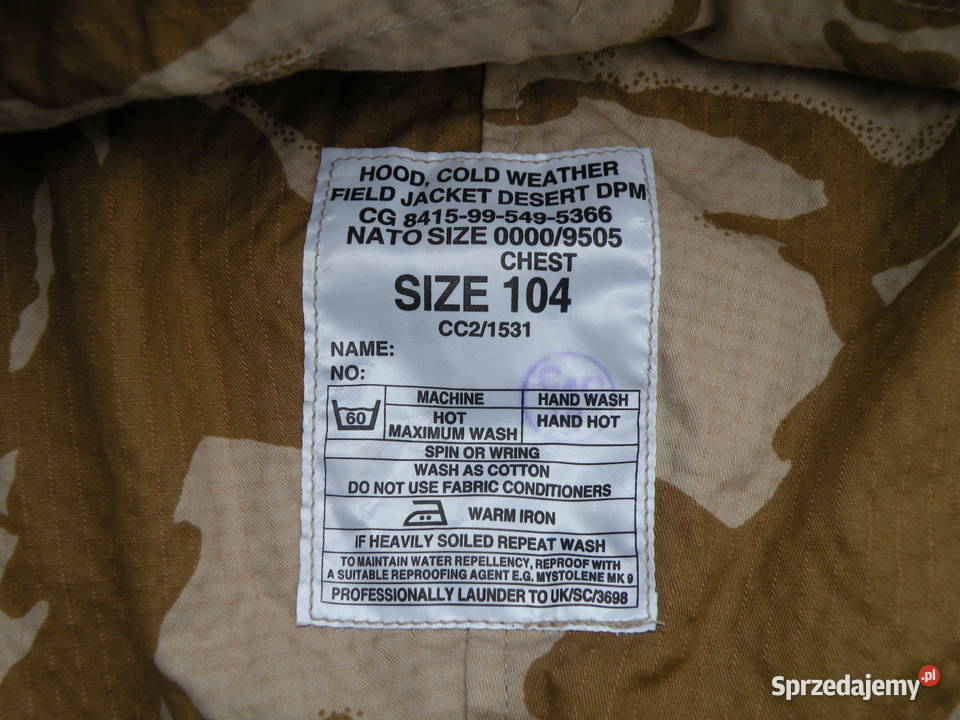 HOOD, COLD WEATHER
FIELD JACKET DESERT DPM
CG 8415-99-549-5366
NATO SIZE 0000/9505
CHEST
SIZE 104
CC2/1531
NAME:
NO:
60
MACHINE
HAND WASH
HOT
MAXIMUM WASH
HAND HOT
SPIN OR WRING
WASH AS COTTON
DO NOT USE FABRIC CONDITIONERS
WARM IRON
IF HEAVILY SOILED REPEAT WASH
TO MAINTAIN WATER REPELLENCY, REPROOF WITH
A SUITABLE REPROOFING AGENT E.G. MYSTOLENE MK 9
PROFESSIONALLY LAUNDER TO UK/SC/3698
Sprzedajemy.pl